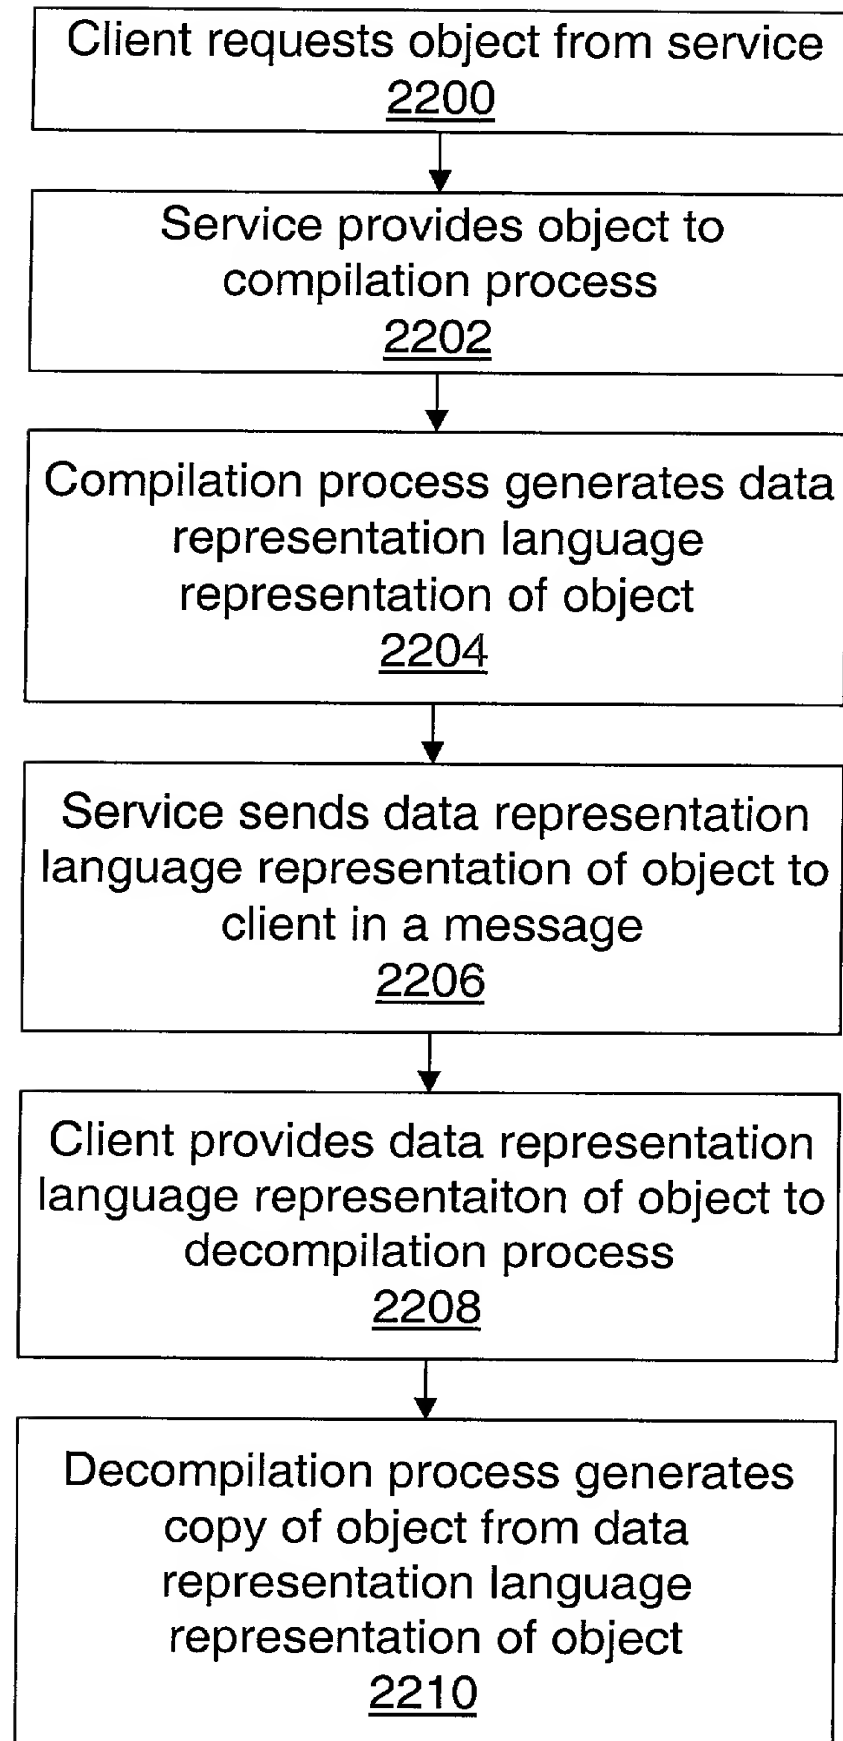 Client requests object from service
2200
Service provides object to
compilation process
2202
Compilation process generates data
representation language
representation of object
2204
Service sends data representation
language representation of object to
client in a message
2206
Client provides data representation
language representaiton of object to
decompilation process
2208
Decompilation process generates
copy of object from data
representation language
representation of object
2210